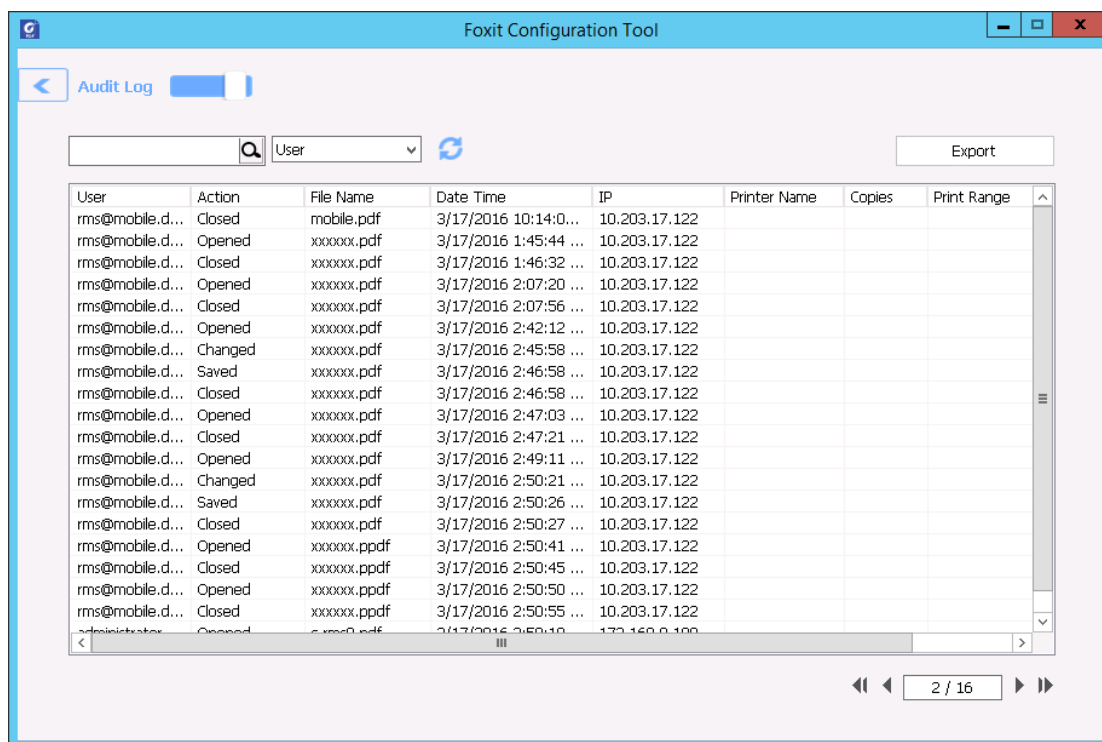 Foxit Configuration Tool
Audit Log
User
Export
User Action File Name Date Time IP Printer Name Copies Print Range
rms@mobile.d... Closed mobile.pdf 3/17/2016 10:14:0... 10.203.17.122
rms@mobile.d... Opened xxxxxx.pdf 3/17/2016 1:45:44 ... 10.203.17.122
rms@mobile.d... Closed xxxxxx.pdf 3/17/2016 1:46:32 ... 10.203.17.122
rms@mobile.d... Opened xxxxxx.pdf 3/17/2016 2:07:20 ... 10.203.17.122
rms@mobile.d... Closed xxxxxx.pdf 3/17/2016 2:07:56 ... 10.203.17.122
rms@mobile.d... Opened xxxxxx.pdf 3/17/2016 2:42:12 ... 10.203.17.122
rms@mobile.d... Changed xxxxxx.pdf 3/17/2016 2:45:58 ... 10.203.17.122
rms@mobile.d... Saved xxxxxx.pdf 3/17/2016 2:46:58 ... 10.203.17.122
rms@mobile.d... Closed xxxxxx.pdf 3/17/2016 2:46:58 ... 10.203.17.122
rms@mobile.d... Opened xxxxxx.pdf 3/17/2016 2:47:03 ... 10.203.17.122
rms@mobile.d... Closed xxxxxx.pdf 3/17/2016 2:47:21 ... 10.203.17.122
rms@mobile.d... Opened xxxxxx.pdf 3/17/2016 2:49:11 ... 10.203.17.122
rms@mobile.d... Changed xxxxxx.pdf 3/17/2016 2:50:21 ... 10.203.17.122
rms@mobile.d... Saved xxxxxx.pdf 3/17/2016 2:50:26 ... 10.203.17.122
rms@mobile.d... Closed xxxxxx.pdf 3/17/2016 2:50:27 ... 10.203.17.122
rms@mobile.d... Opened xxxxxx.ppdf 3/17/2016 2:50:41 ... 10.203.17.122
rms@mobile.d... Closed xxxxxx.ppdf 3/17/2016 2:50:45 ... 10.203.17.122
rms@mobile.d... Opened xxxxxx.ppdf 3/17/2016 2:50:50 ... 10.203.17.122
rms@mobile.d... Closed xxxxxx.ppdf 3/17/2016 2:50:55 ... 10.203.17.122
administrator Opened
2 / 16